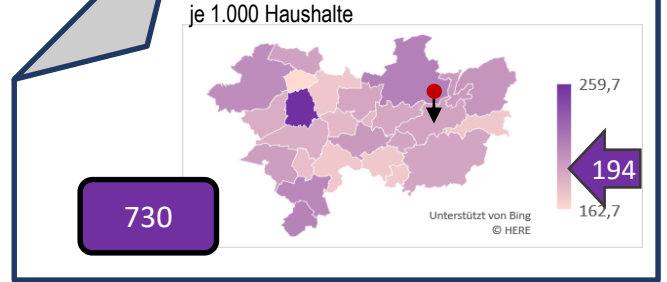 je 1.000 Haushalte
259,7
194
162,7
730
Unterstützt von Bing
© HERE